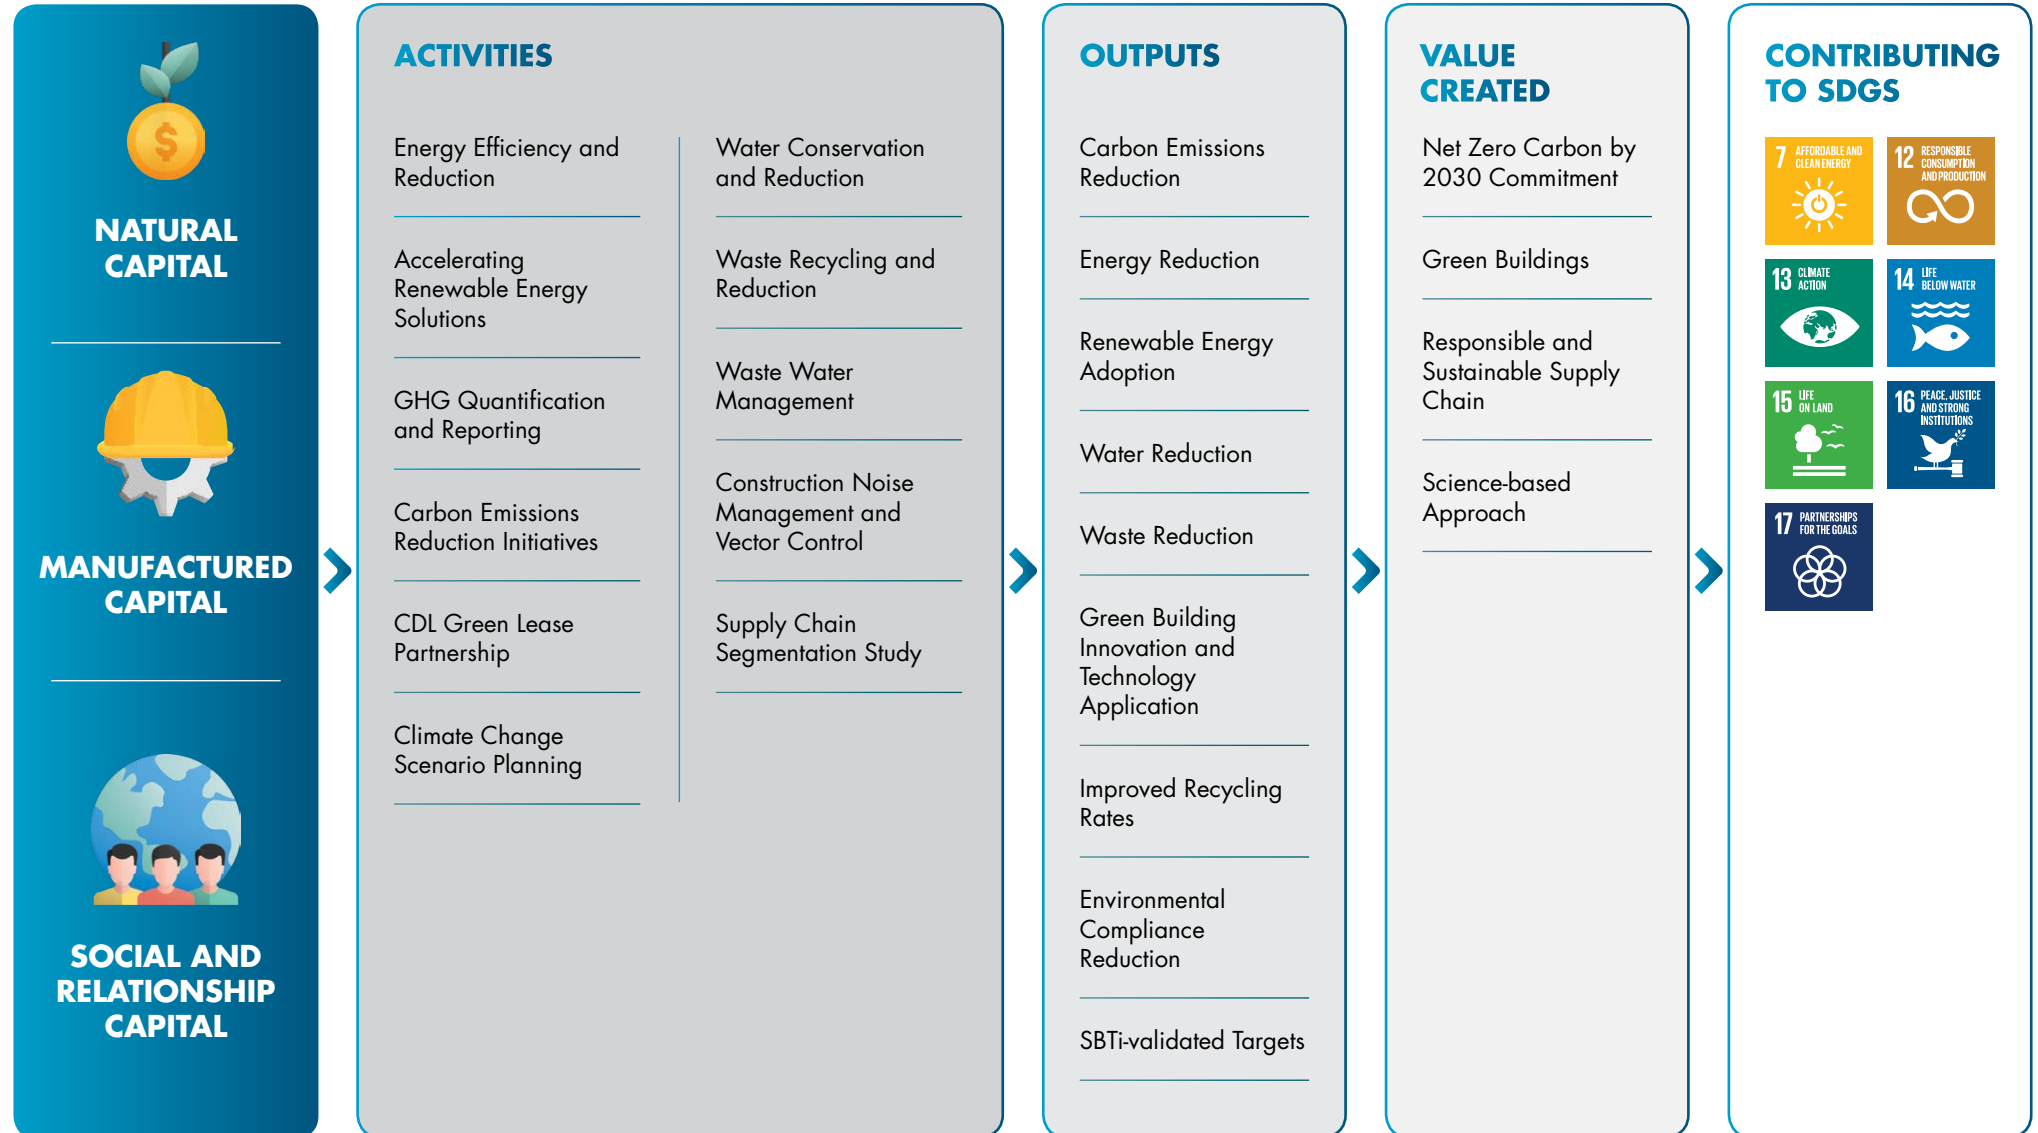 NATURAL
CAPITAL
MANUFACTURED
CAPITAL
SOCIAL AND
RELATIONSHIP
CAPITAL
ACTIVITIES
Energy Efficiency and
Reduction
Accelerating
Renewable Energy
Solutions
GHG Quantification
and Reporting
Carbon Emissions
Reduction Initiatives
CDL Green Lease
Partnership
Climate Change
Scenario Planning
Water Conservation
and Reduction
Waste Recycling and
Reduction
Waste Water
Management
Construction Noise
Management and
Vector Control
Supply Chain
Segmentation Study
OUTPUTS
Carbon Emissions
Reduction
Energy Reduction
Renewable Energy
Adoption
Water Reduction
Waste Reduction
Green Building
Innovation and
Technology
Application
Improved Recycling
Rates
Environmental
Compliance
Reduction
SBTi-validated Targets
VALUE
CREATED
Net Zero Carbon by
2030 Commitment
Green Buildings
Responsible and
Sustainable Supply
Chain
Science-based
Approach
CONTRIBUTING
TO SDGS
7 AFFORDABLE AND
CLEAN ENERGY
12 RESPONSIBLE
CONSUMPTION
AND PRODUCTION
13 CLIMATE
ACTION
14 LIFE
BELOW WATER
15 LIFE
ON LAND
16 PEACE, JUSTICE
AND STRONG
INSTITUTIONS
17 PARTNERSHIPS
FOR THE GOALS